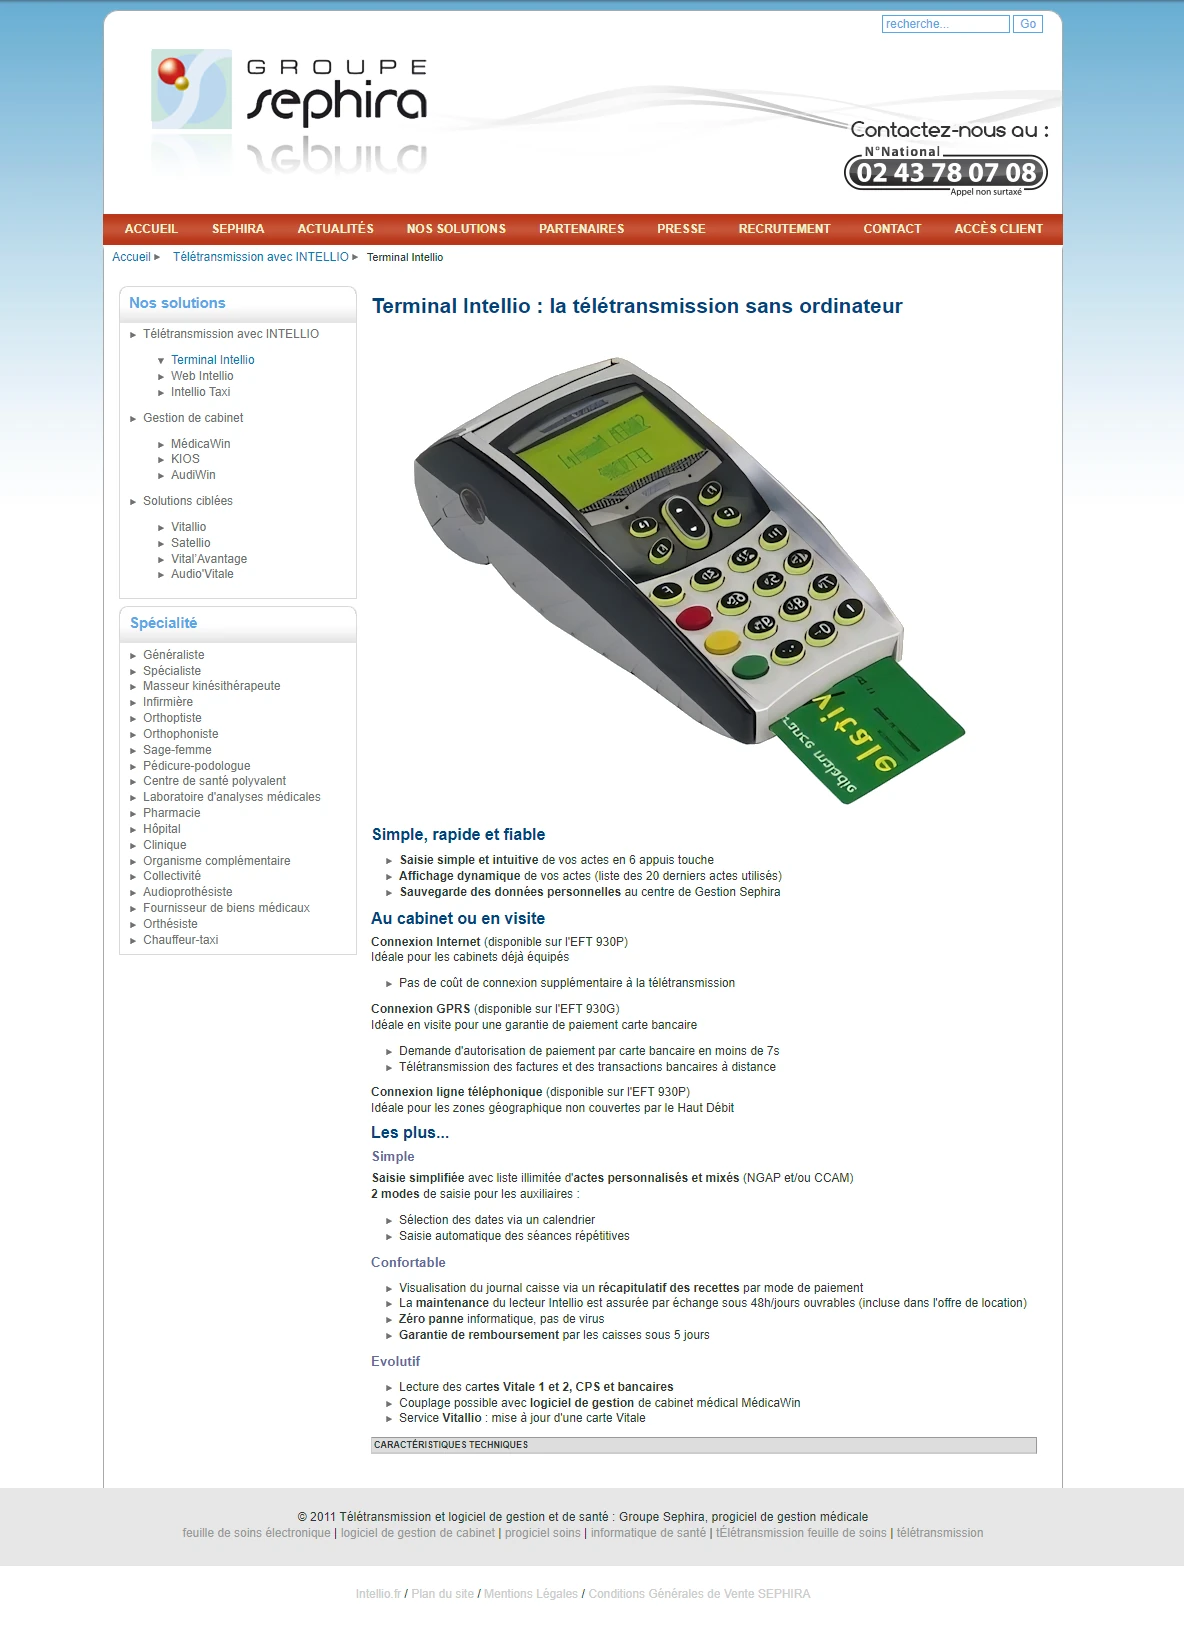 recherche... Go
GROUPE
sephira
Contactez-nous au :
N°National
02 43 78 07 08
Appel non surtaxé
ACCUEIL SEPHIRA ACTUALITÉS NOS SOLUTIONS PARTENAIRES PRESSE RECRUTEMENT CONTACT ACCÈS CLIENT
Accueil Télétransmission avec INTELLIO Terminal Intellio
Nos solutions
Télétransmission avec INTELLIO
Terminal Intellio
Web Intellio
Intellio Taxi
Gestion de cabinet
MédicaWin
KIOS
AudiWin
Solutions ciblées
Vitallio
Satellio
Vital'Avantage
Audio'Vitale
Spécialité
Généraliste
Spécialiste
Masseur kinésithérapeute
Infirmière
Orthoptiste
Orthophoniste
Sage-femme
Pédicure-podologue
Centre de santé polyvalent
Laboratoire d'analyses médicales
Pharmacie
Hôpital
Clinique
Organisme complémentaire
Collectivité
Audioprothésiste
Fournisseur de biens médicaux
Orthésiste
Chauffeur-taxi
Terminal Intellio : la télétransmission sans ordinateur
Vitale
Simple, rapide et fiable
Saisie simple et intuitive de vos actes en 6 appuis touche
Affichage dynamique de vos actes (liste des 20 derniers actes utilisés)
Sauvegarde des données personnelles au centre de Gestion Sephira
Au cabinet ou en visite
Connexion Internet (disponible sur l'EFT 930P)
Idéale pour les cabinets déjà équipés
Pas de coût de connexion supplémentaire à la télétransmission
Connexion GPRS (disponible sur l'EFT 930G)
Idéale en visite pour une garantie de paiement carte bancaire
Demande d'autorisation de paiement par carte bancaire en moins de 7s
Télétransmission des factures et des transactions bancaires à distance
Connexion ligne téléphonique (disponible sur l'EFT 930P)
Idéale pour les zones géographique non couvertes par le Haut Débit
Les plus...
Simple
Saisie simplifiée avec liste illimitée d'actes personnalisés et mixés (NGAP et/ou CCAM)
2 modes de saisie pour les auxiliaires :
Sélection des dates via un calendrier
Saisie automatique des séances répétitives
Confortable
Visualisation du journal caisse via un récapitulatif des recettes par mode de paiement
La maintenance du lecteur Intellio est assurée par échange sous 48h/jours ouvrables (incluse dans l'offre de location)
Zéro panne informatique, pas de virus
Garantie de remboursement par les caisses sous 5 jours
Evolutif
Lecture des cartes Vitale 1 et 2, CPS et bancaires
Couplage possible avec logiciel de gestion de cabinet médical MédicaWin
Service Vitallio : mise à jour d'une carte Vitale
CARACTÉRISTIQUES TECHNIQUES
© 2011 Télétransmission et logiciel de gestion et de santé : Groupe Sephira, progiciel de gestion médicale
feuille de soins électronique | logiciel de gestion de cabinet | progiciel soins | informatique de santé | tÉlétransmission feuille de soins | télétransmission
Intellio.fr / Plan du site / Mentions Légales / Conditions Générales de Vente SEPHIRA